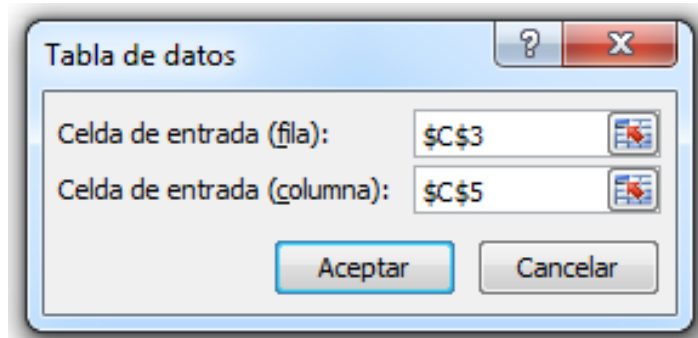 Tabla de datos
Celda de entrada (fila): $C$3
Celda de entrada (columna): $C$5
Aceptar Cancelar